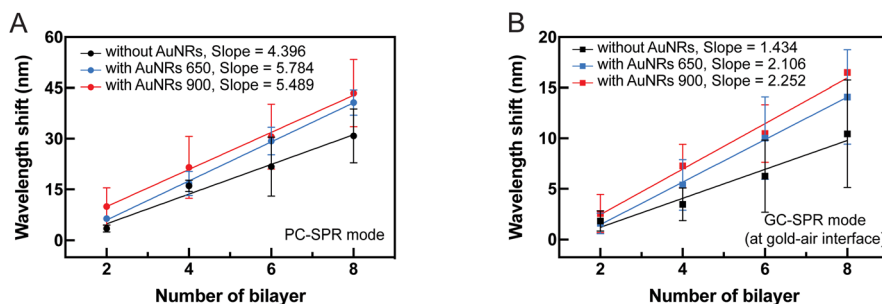 A
60
45
30
15
0
Wavelength shift (nm)
without AuNRs, Slope = 4.396
with AuNRs 650, Slope = 5.784
with AuNRs 900, Slope = 5.489
PC-SPR mode
2 4 6 8
Number of bilayer
B
20
15
10
5
0
Wavelength shift (nm)
without AuNRs, Slope = 1.434
with AuNRs 650, Slope = 2.106
with AuNRs 900, Slope = 2.252
GC-SPR mode
(at gold-air interface)
2 4 6 8
Number of bilayer